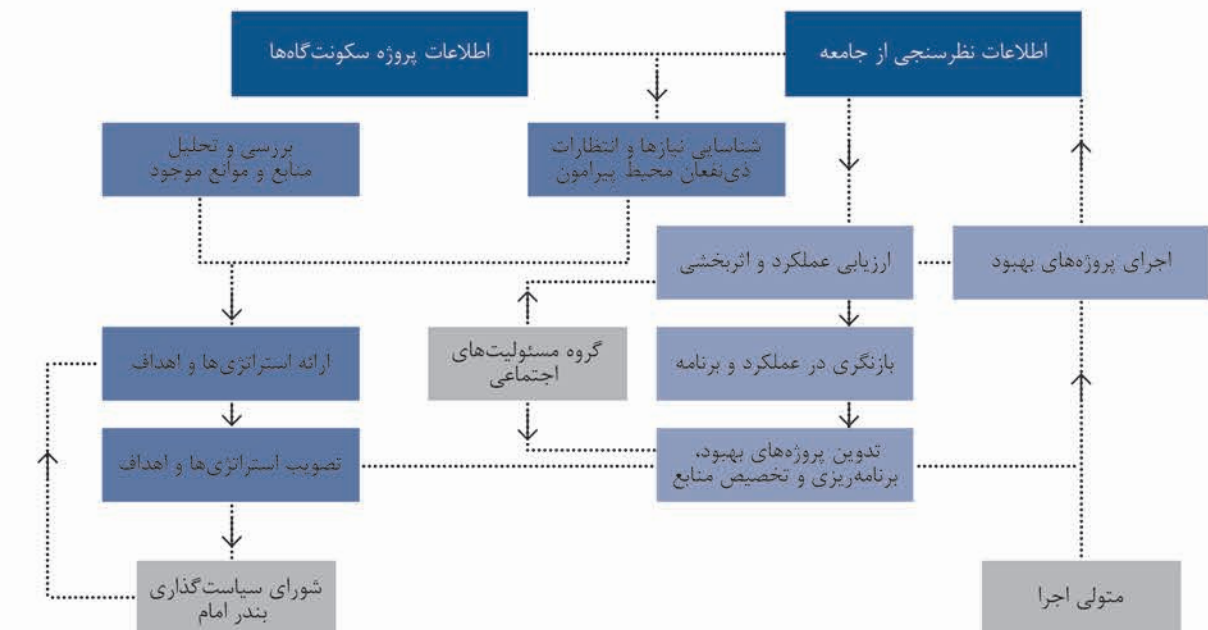 اطلاعات نظرسنجی از جامعه
اطلاعات پروژه سکونت‌گاه‌ها
شناسایی نیازها و انتظارات
ذی‌نفعان محیط پیرامون
بررسی و تحلیل
منابع و موانع موجود
اجرای پروژه‌های بهبود
ارزیابی عملکرد و اثربخشی
بازنگری در عملکرد و برنامه
گروه مسئولیت‌های
اجتماعی
ارائه استراتژی‌ها و اهداف
تدوین پروژه‌های بهبود،
برنامه‌ریزی و تخصیص منابع
تصویب استراتژی‌ها و اهداف
متولی اجرا
شورای سیاست‌گذاری
بندر امام